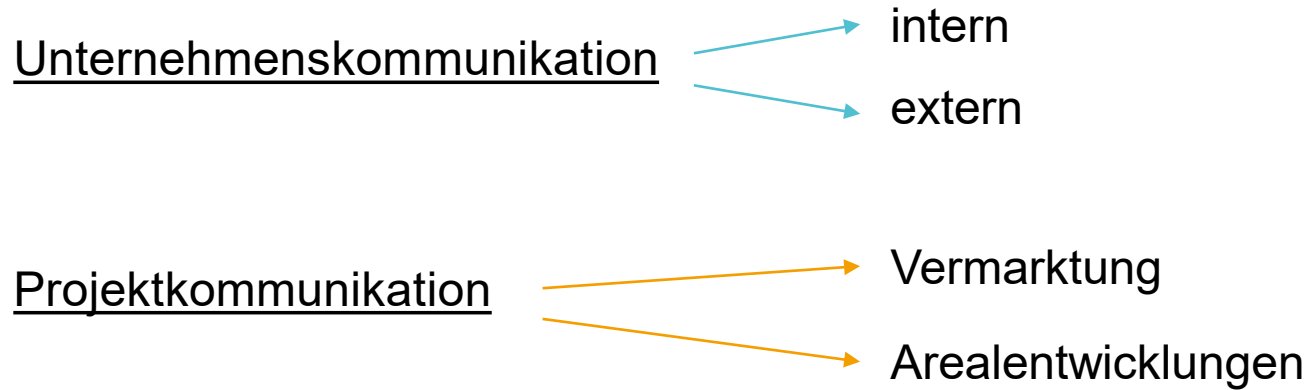 Unternehmenskommunikation
intern
extern
Projektkommunikation
Vermarktung
Arealentwicklungen